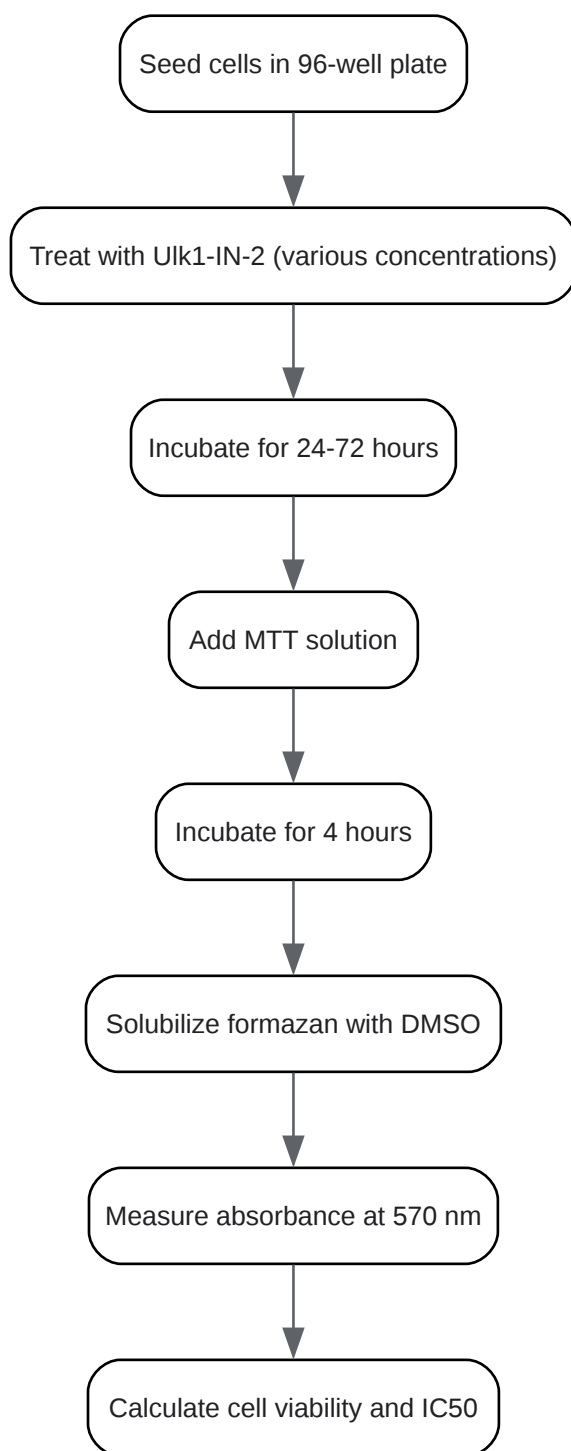 Seed cells in 96-well plate
Treat with Ulk1-IN-2 (various concentrations)
Incubate for 24-72 hours
Add MTT solution
Incubate for 4 hours
Solubilize formazan with DMSO
Measure absorbance at 570 nm
Calculate cell viability and IC50